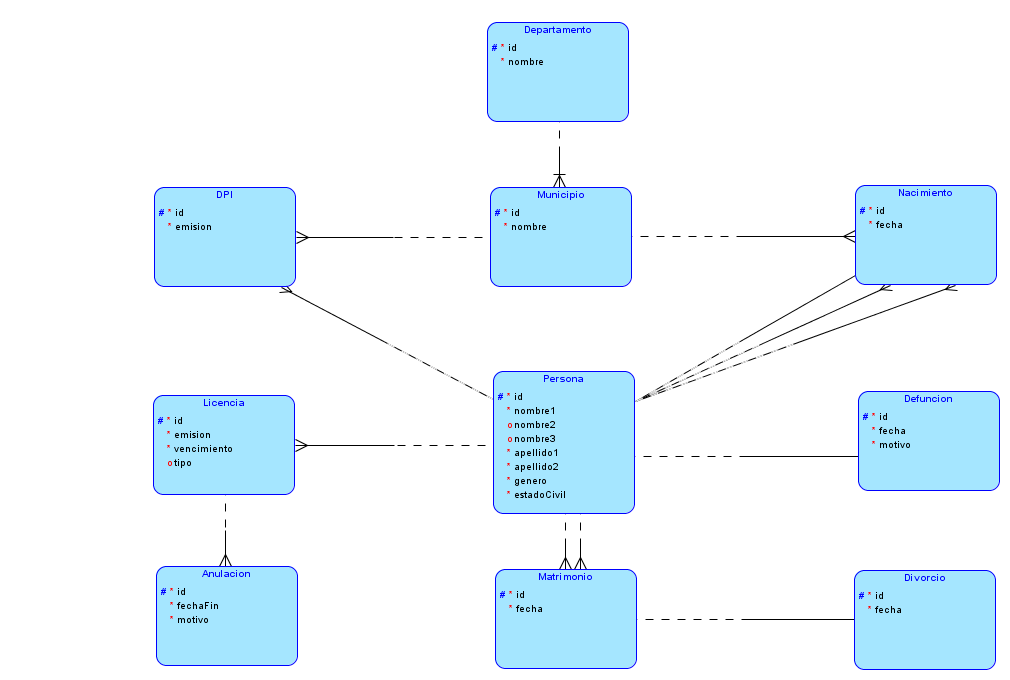 Departamento
# * id
* nombre
DPI
# * id
* emision
Municipio
# * id
* nombre
Nacimiento
# * id
* fecha
Persona
# * id
* nombre1
o nombre2
o nombre3
* apellido1
* apellido2
* genero
* estadoCivil
Licencia
# * id
* emision
* vencimiento
o tipo
Defuncion
# * id
* fecha
* motivo
Anulacion
# * id
* fechaFin
* motivo
Matrimonio
# * id
* fecha
Divorcio
# * id
* fecha